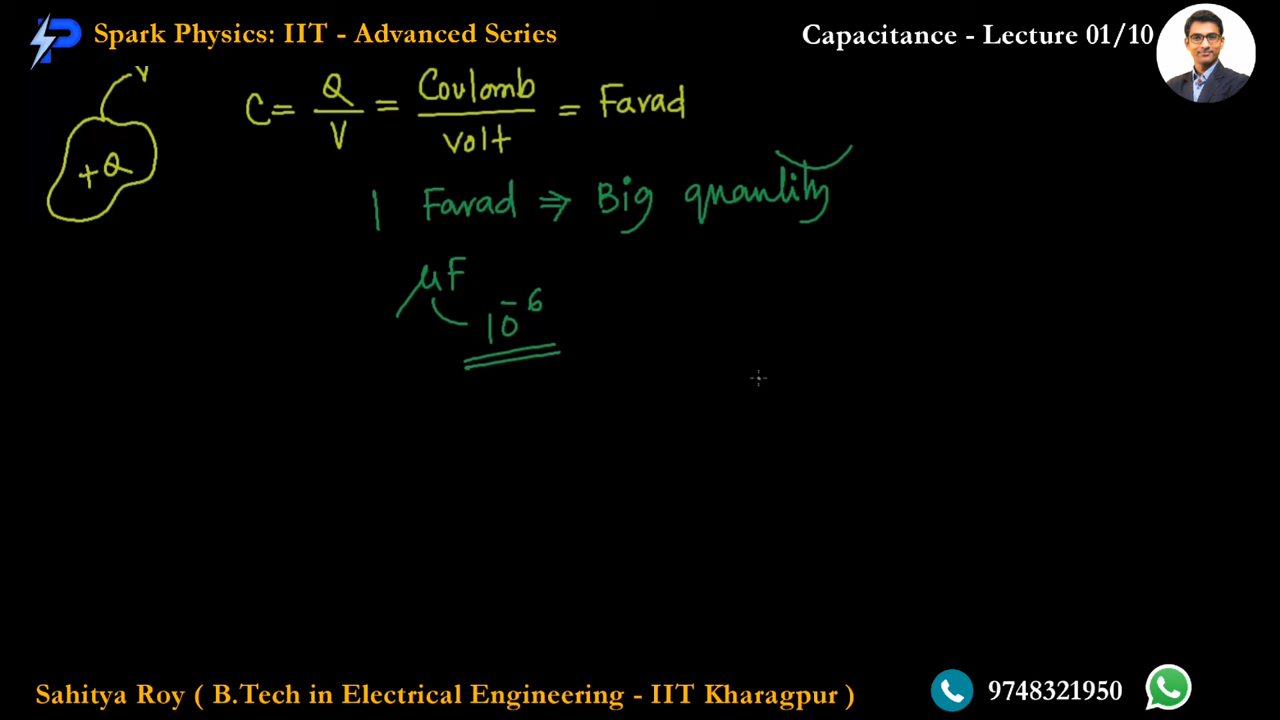 Spark Physics: IIT - Advanced Series
Capacitance - Lecture 01/10
V
+Q
C = Q/V = Coulomb/volt = Farad
1 Farad ⇒ Big quantity
μF
10^-6
Sahitya Roy ( B.Tech in Electrical Engineering - IIT Kharagpur )
9748321950